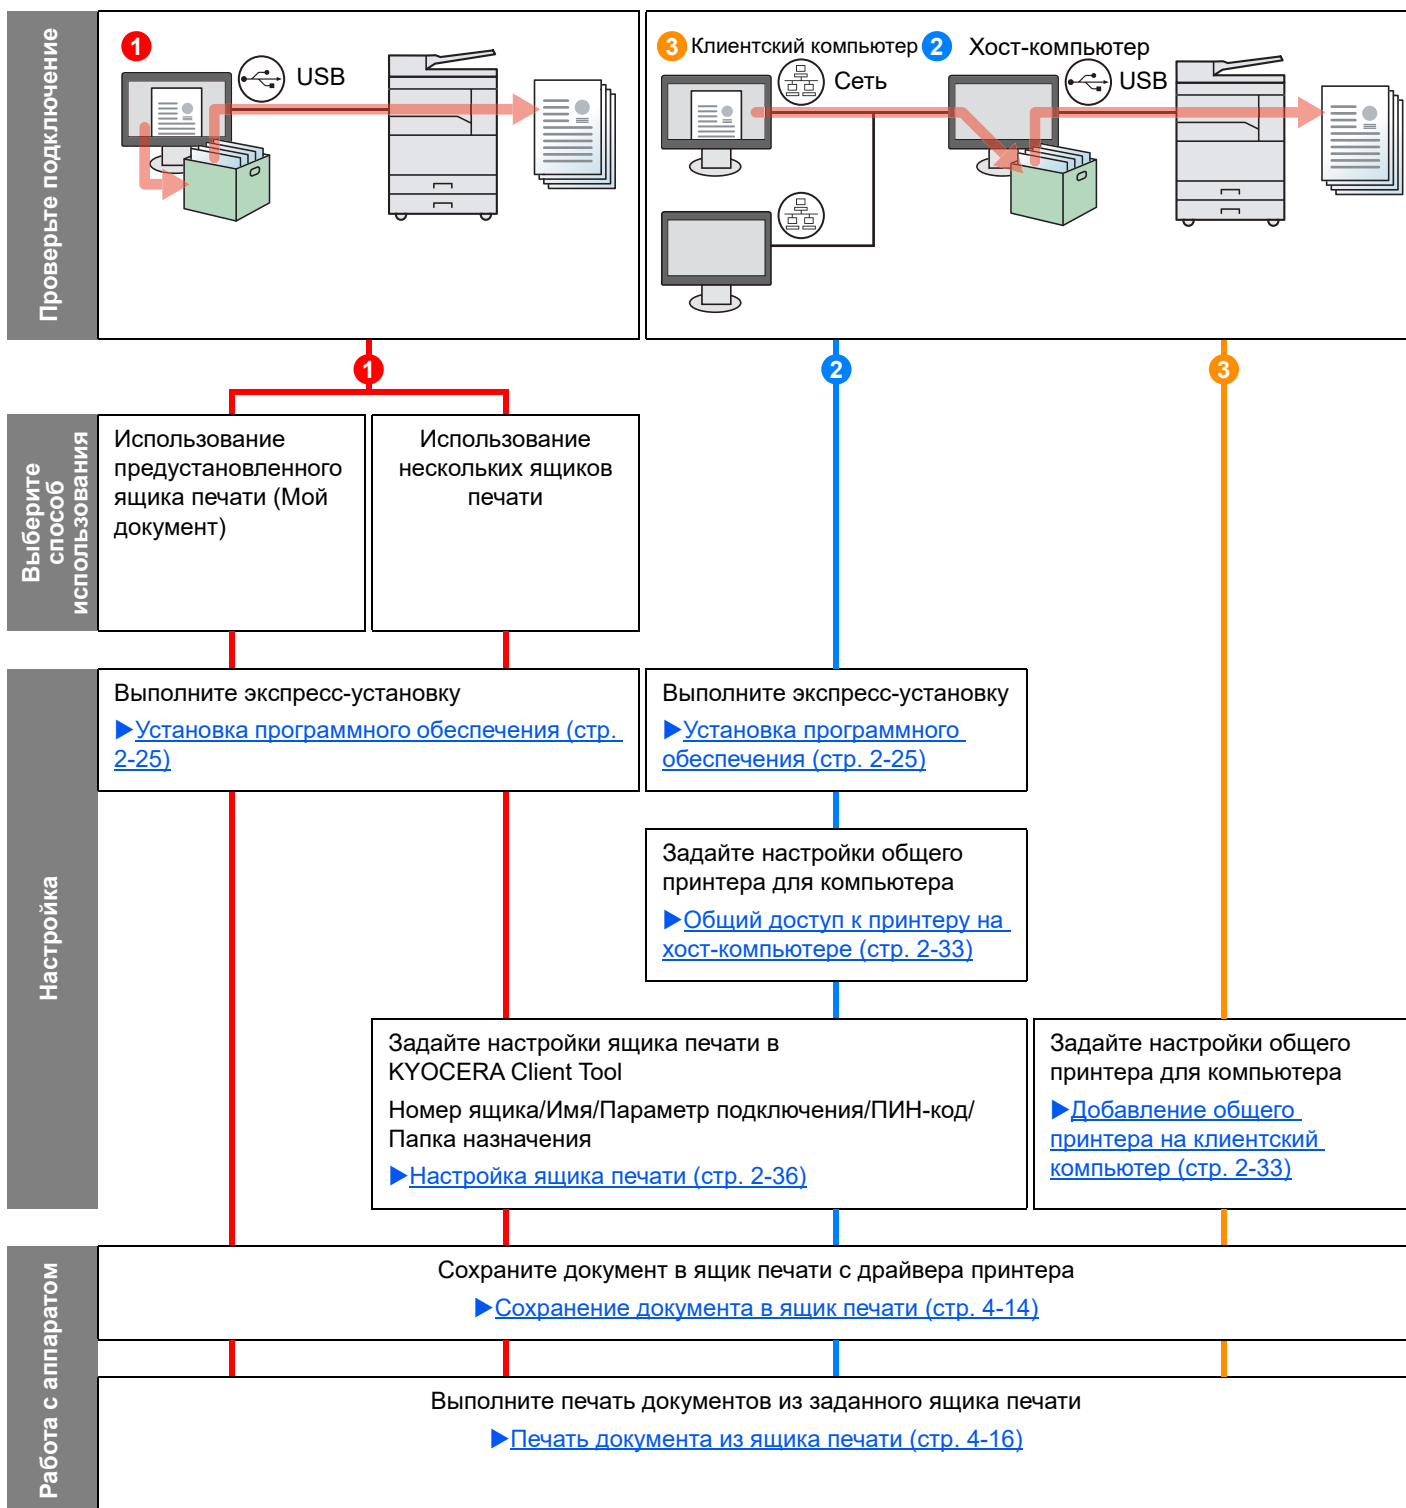 Проверьте подключение
1
USB
3 Клиентский компьютер 2 Хост-компьютер
Сеть
USB
1
2
3
Выберите
способ
использования
Использование
предустановленного
ящика печати (Мой
документ)
Использование
нескольких ящиков
печати
Настройка
Выполните экспресс-установку
▶Установка программного обеспечения (стр.
2-25)
Выполните экспресс-установку
▶Установка программного
обеспечения (стр. 2-25)
Задайте настройки общего
принтера для компьютера
▶Общий доступ к принтеру на
хост-компьютере (стр. 2-33)
Задайте настройки ящика печати в
KYOCERA Client Tool
Номер ящика/Имя/Параметр подключения/ПИН-код/
Папка назначения
▶Настройка ящика печати (стр. 2-36)
Задайте настройки общего
принтера для компьютера
▶Добавление общего
принтера на клиентский
компьютер (стр. 2-33)
Работа с аппаратом
Сохраните документ в ящик печати с драйвера принтера
▶Сохранение документа в ящик печати (стр. 4-14)
Выполните печать документов из заданного ящика печати
▶Печать документа из ящика печати (стр. 4-16)